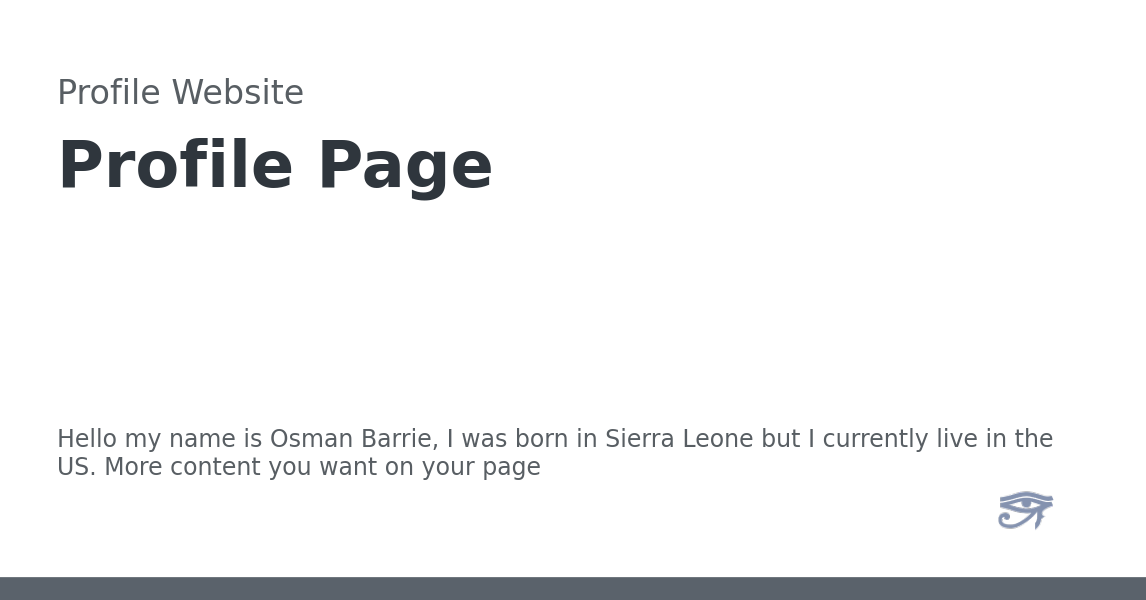 Profile Website
Profile Page
Hello my name is Osman Barrie, I was born in Sierra Leone but I currently live in the
US. More content you want on your page